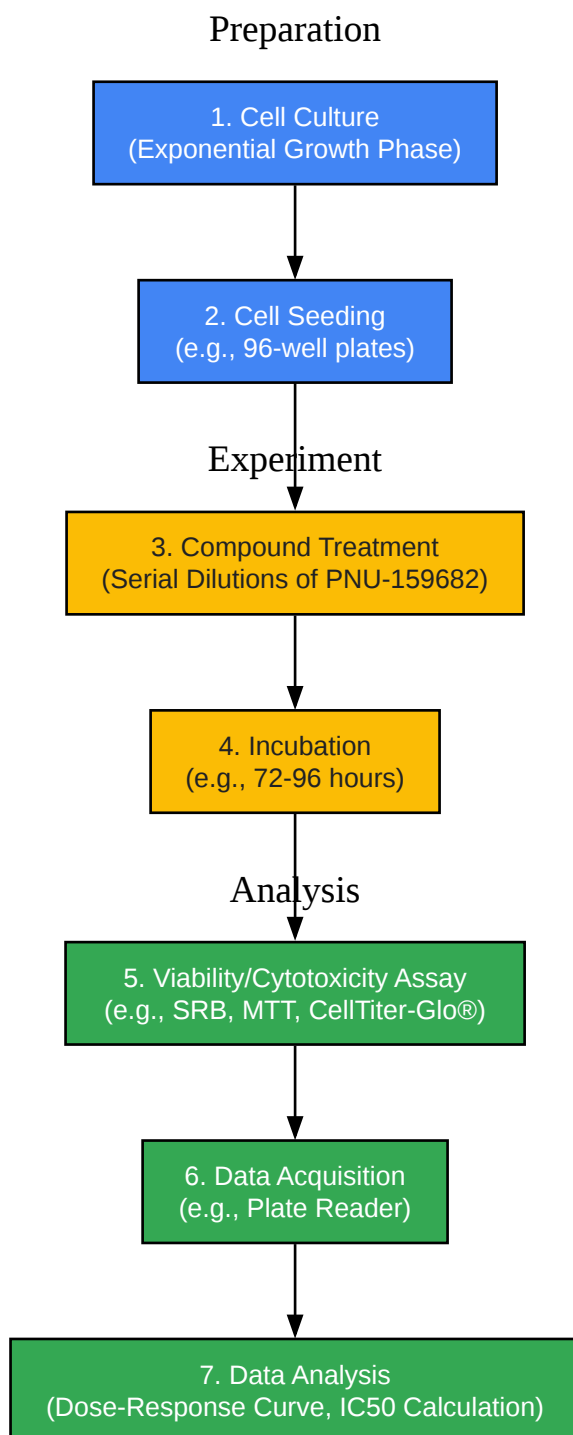 Preparation
1. Cell Culture
(Exponential Growth Phase)
2. Cell Seeding
(e.g., 96-well plates)
Experiment
3. Compound Treatment
(Serial Dilutions of PNU-159682)
4. Incubation
(e.g., 72-96 hours)
Analysis
5. Viability/Cytotoxicity Assay
(e.g., SRB, MTT, CellTiter-Glo®)
6. Data Acquisition
(e.g., Plate Reader)
7. Data Analysis
(Dose-Response Curve, IC50 Calculation)